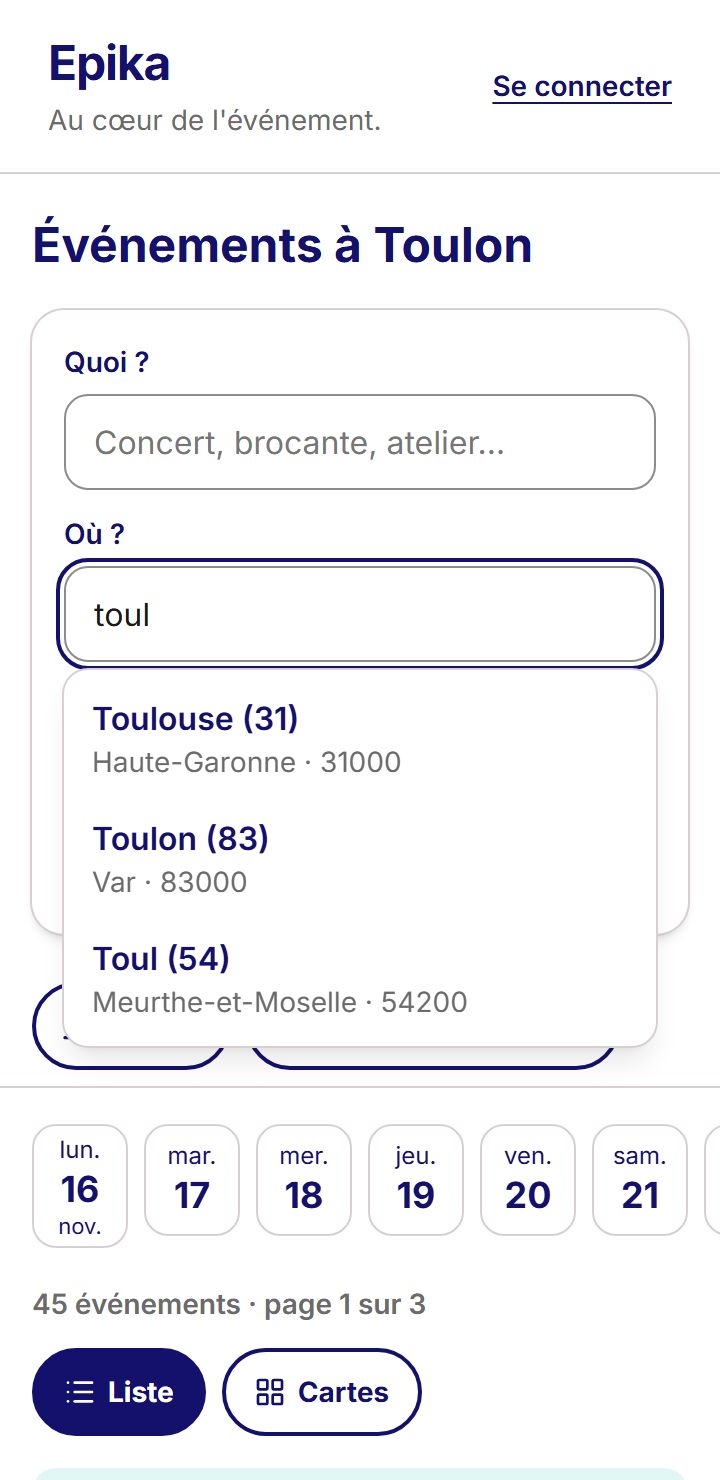 Epika
Au cœur de l'événement.
Se connecter
Événements à Toulon
Quoi ?
Concert, brocante, atelier...
Où ?
toul
Toulouse (31)
Haute-Garonne · 31000
Toulon (83)
Var · 83000
Toul (54)
Meurthe-et-Moselle · 54200
lun.
16
nov.
mar.
17
mer.
18
jeu.
19
ven.
20
sam.
21
45 événements · page 1 sur 3
Liste
Cartes